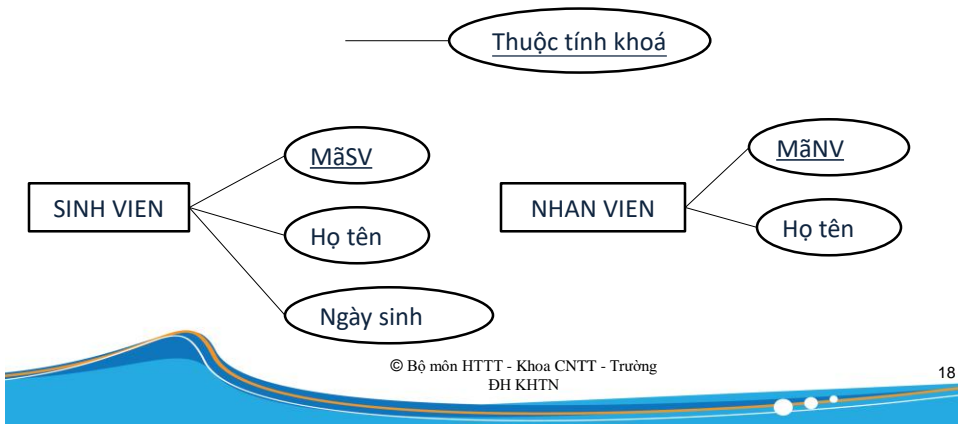 Thuộc tính khoá
MãSV
SINH VIEN
Họ tên
Ngày sinh
MãNV
NHAN VIEN
Họ tên
© Bộ môn HTTT - Khoa CNTT - Trường
ĐH KHTN
18